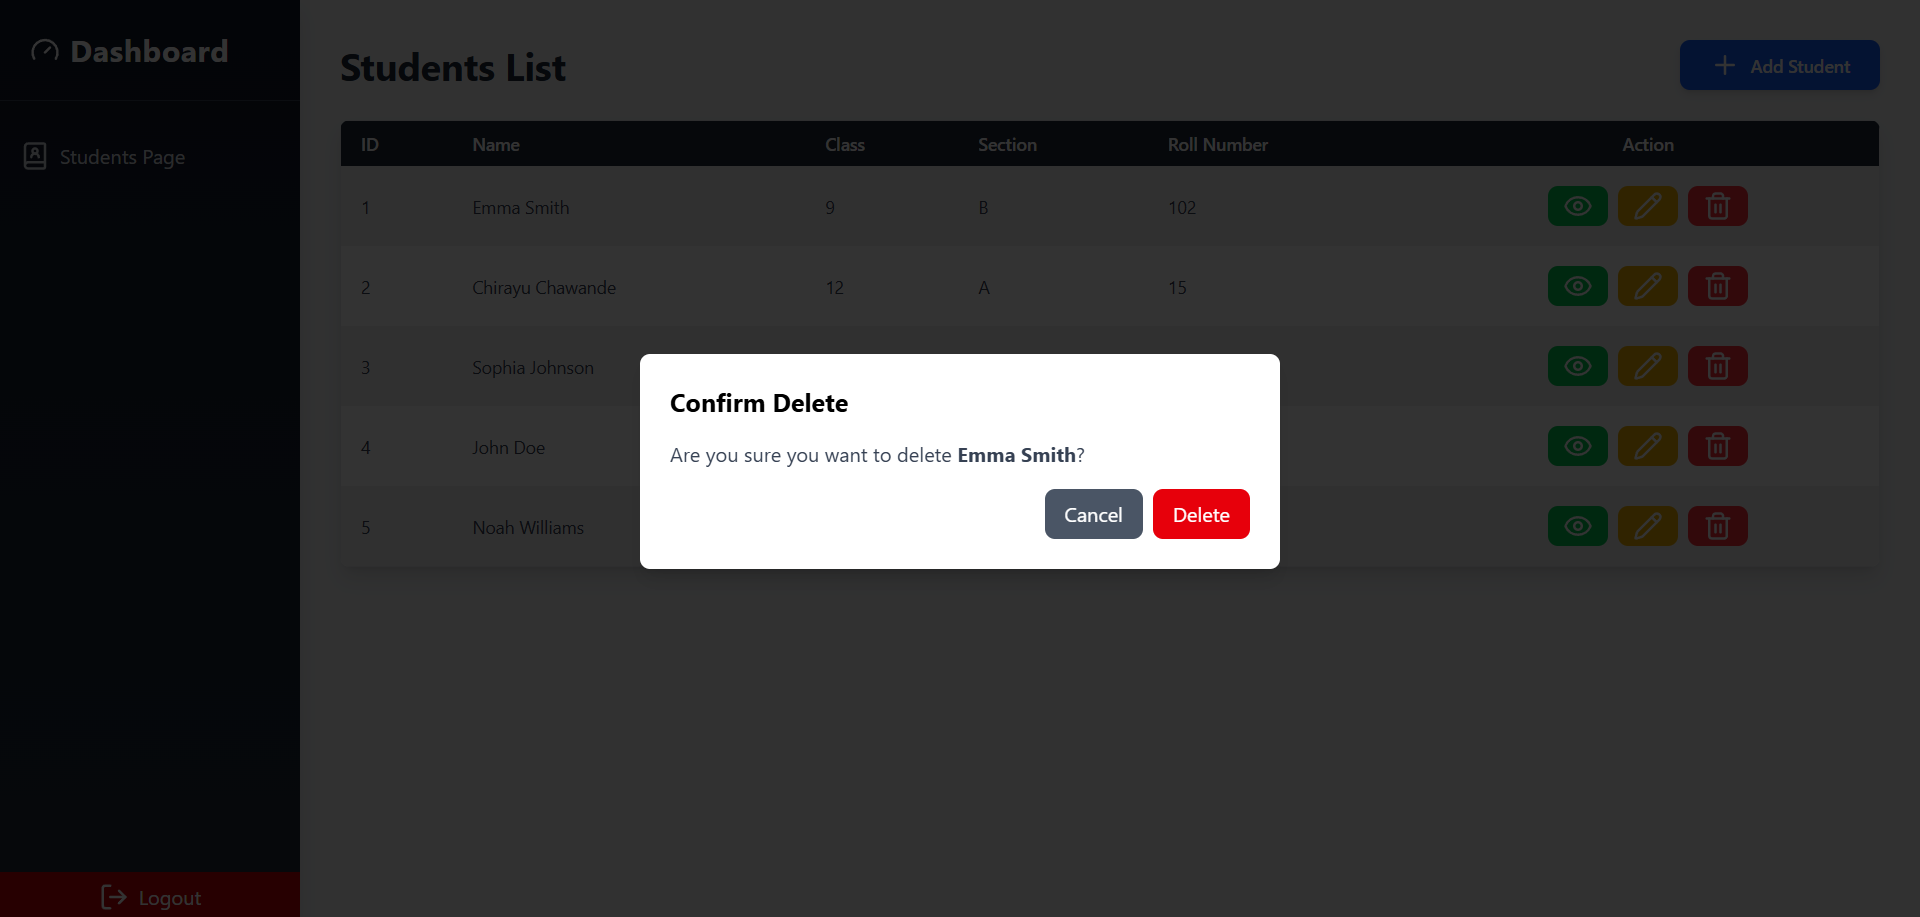 Dashboard
Students Page
Logout
Students List
Add Student
ID Name Class Section Roll Number Action
1 Emma Smith 9 B 102
2 Chirayu Chawande 12 A 15
3 Sophia Johnson
4 John Doe
5 Noah Williams
Confirm Delete
Are you sure you want to delete Emma Smith?
Cancel Delete